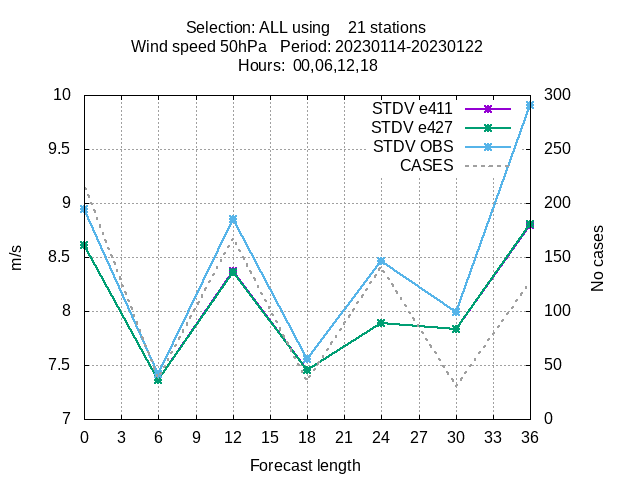 Selection: ALL using    21 stations
Wind speed 50hPa   Period: 20230114-20230122
Hours:  00,06,12,18
STDV e411
STDV e427
STDV OBS
CASES
10
9.5
9
8.5
8
7.5
7
300
250
200
150
100
50
0
m/s
No cases
0 3 6 9 12 15 18 21 24 27 30 33 36
Forecast length